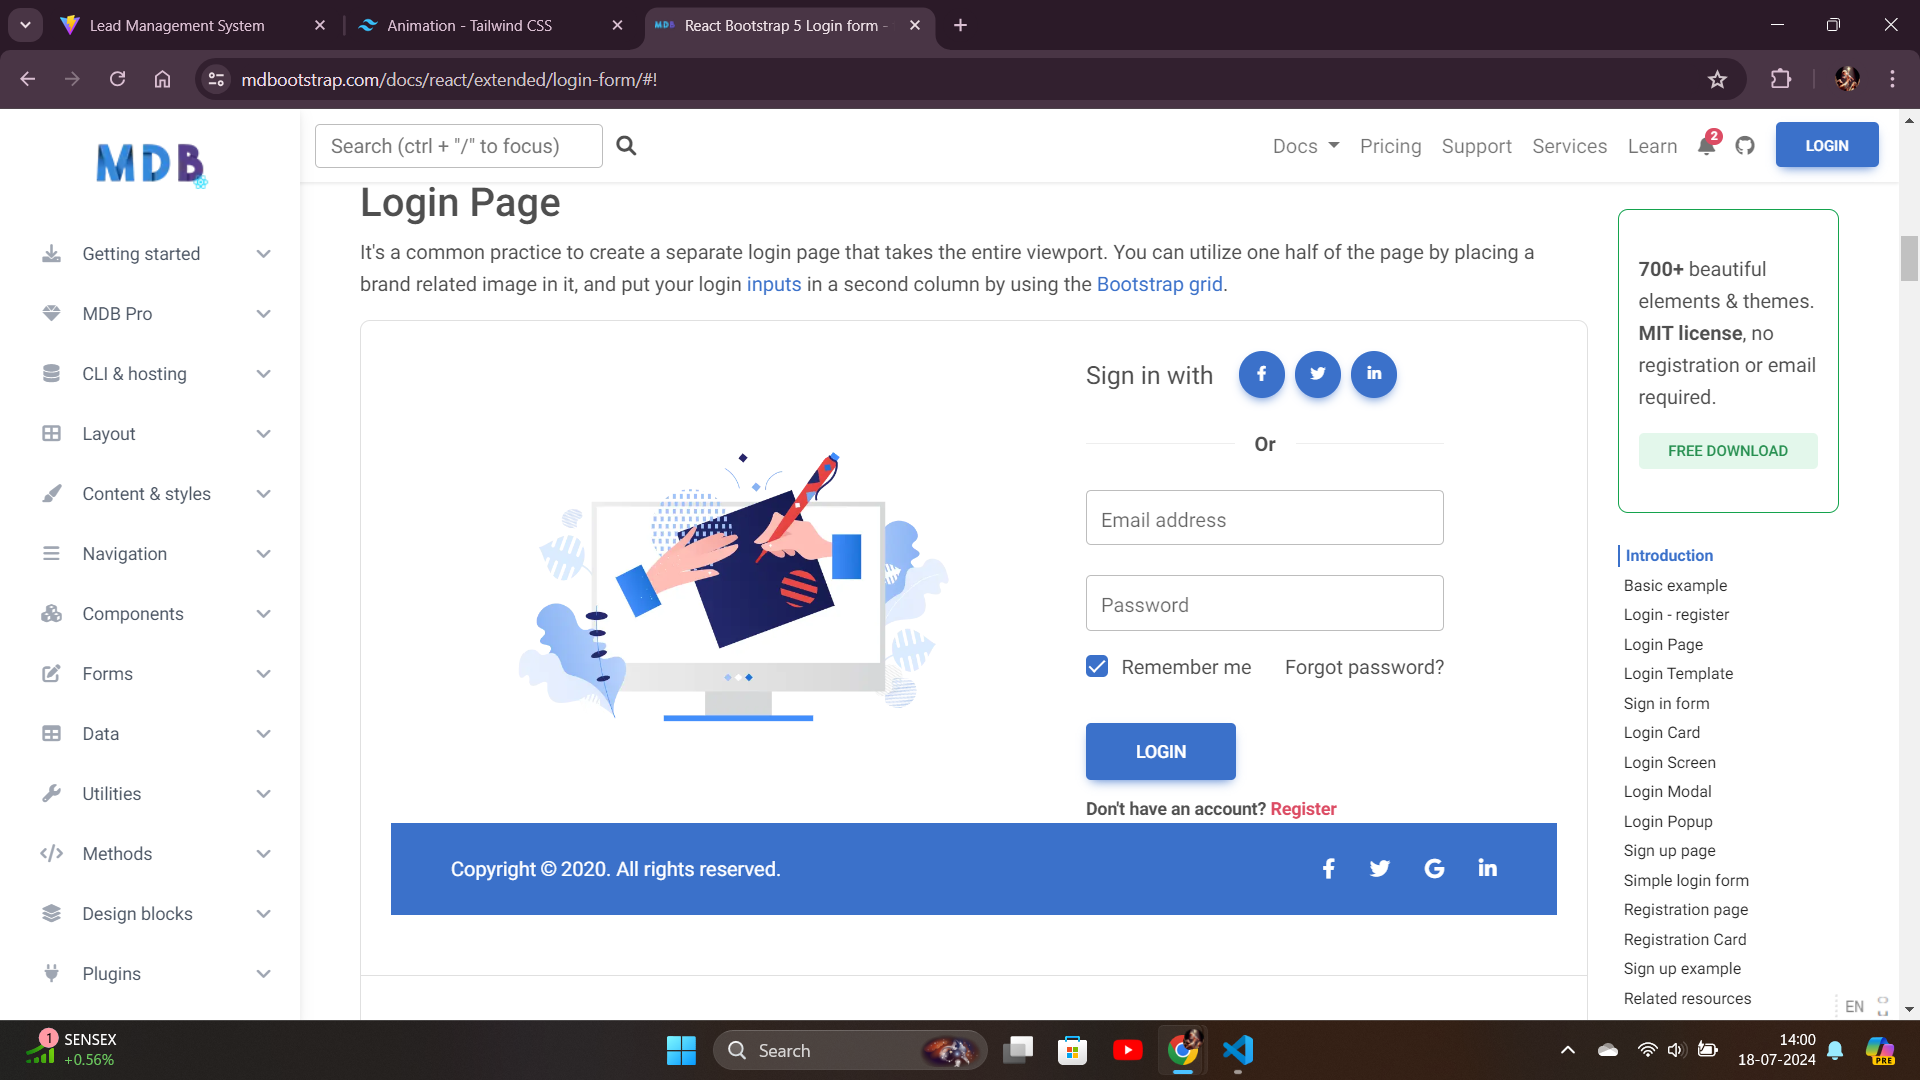 Lead Management System
Animation - Tailwind CSS
MDB React Bootstrap 5 Login form -
mdbootstrap.com/docs/react/extended/login-form/#!
MDB
Search (ctrl + "/" to focus)
Docs
Pricing
Support
Services
Learn
2
LOGIN
Getting started
MDB Pro
CLI & hosting
Layout
Content & styles
Navigation
Components
Forms
Data
Utilities
Methods
Design blocks
Plugins
Login Page
It's a common practice to create a separate login page that takes the entire viewport. You can utilize one half of the page by placing a
brand related image in it, and put your login inputs in a second column by using the Bootstrap grid.
Sign in with
Or
Email address
Password
Remember me
Forgot password?
LOGIN
Don't have an account? Register
Copyright © 2020. All rights reserved.
700+ beautiful
elements & themes.
MIT license, no
registration or email
required.
FREE DOWNLOAD
Introduction
Basic example
Login - register
Login Page
Login Template
Sign in form
Login Card
Login Screen
Login Modal
Login Popup
Sign up page
Simple login form
Registration page
Registration Card
Sign up example
Related resources
EN
1
SENSEX
+0.56%
Search
14:00
18-07-2024
PRE